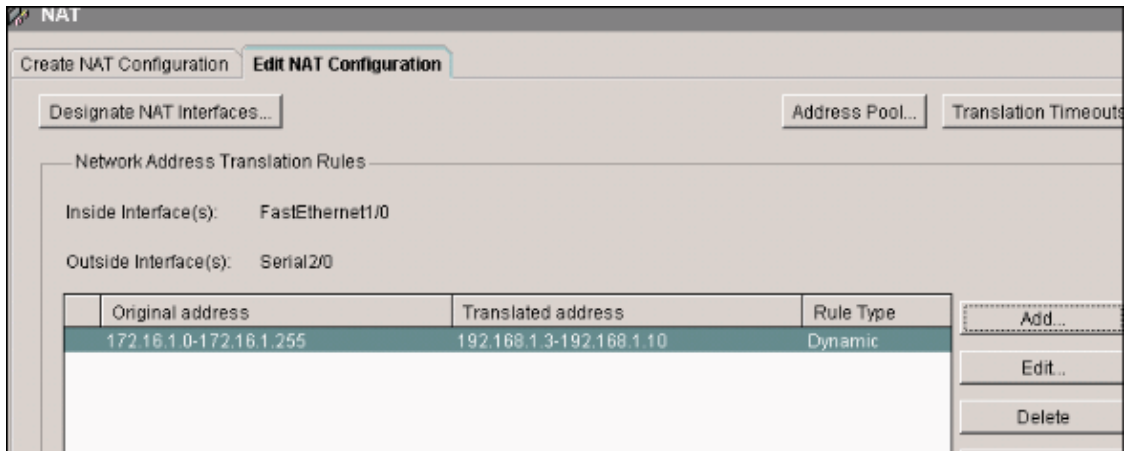 NAT
Create NAT Configuration Edit NAT Configuration
Designate NAT Interfaces... Address Pool... Translation Timeouts
Network Address Translation Rules
Inside Interface(s): FastEthernet1/0
Outside Interface(s): Serial2/0
Original address Translated address Rule Type
172.16.1.0-172.16.1.255 192.168.1.3-192.168.1.10 Dynamic
Add...
Edit...
Delete